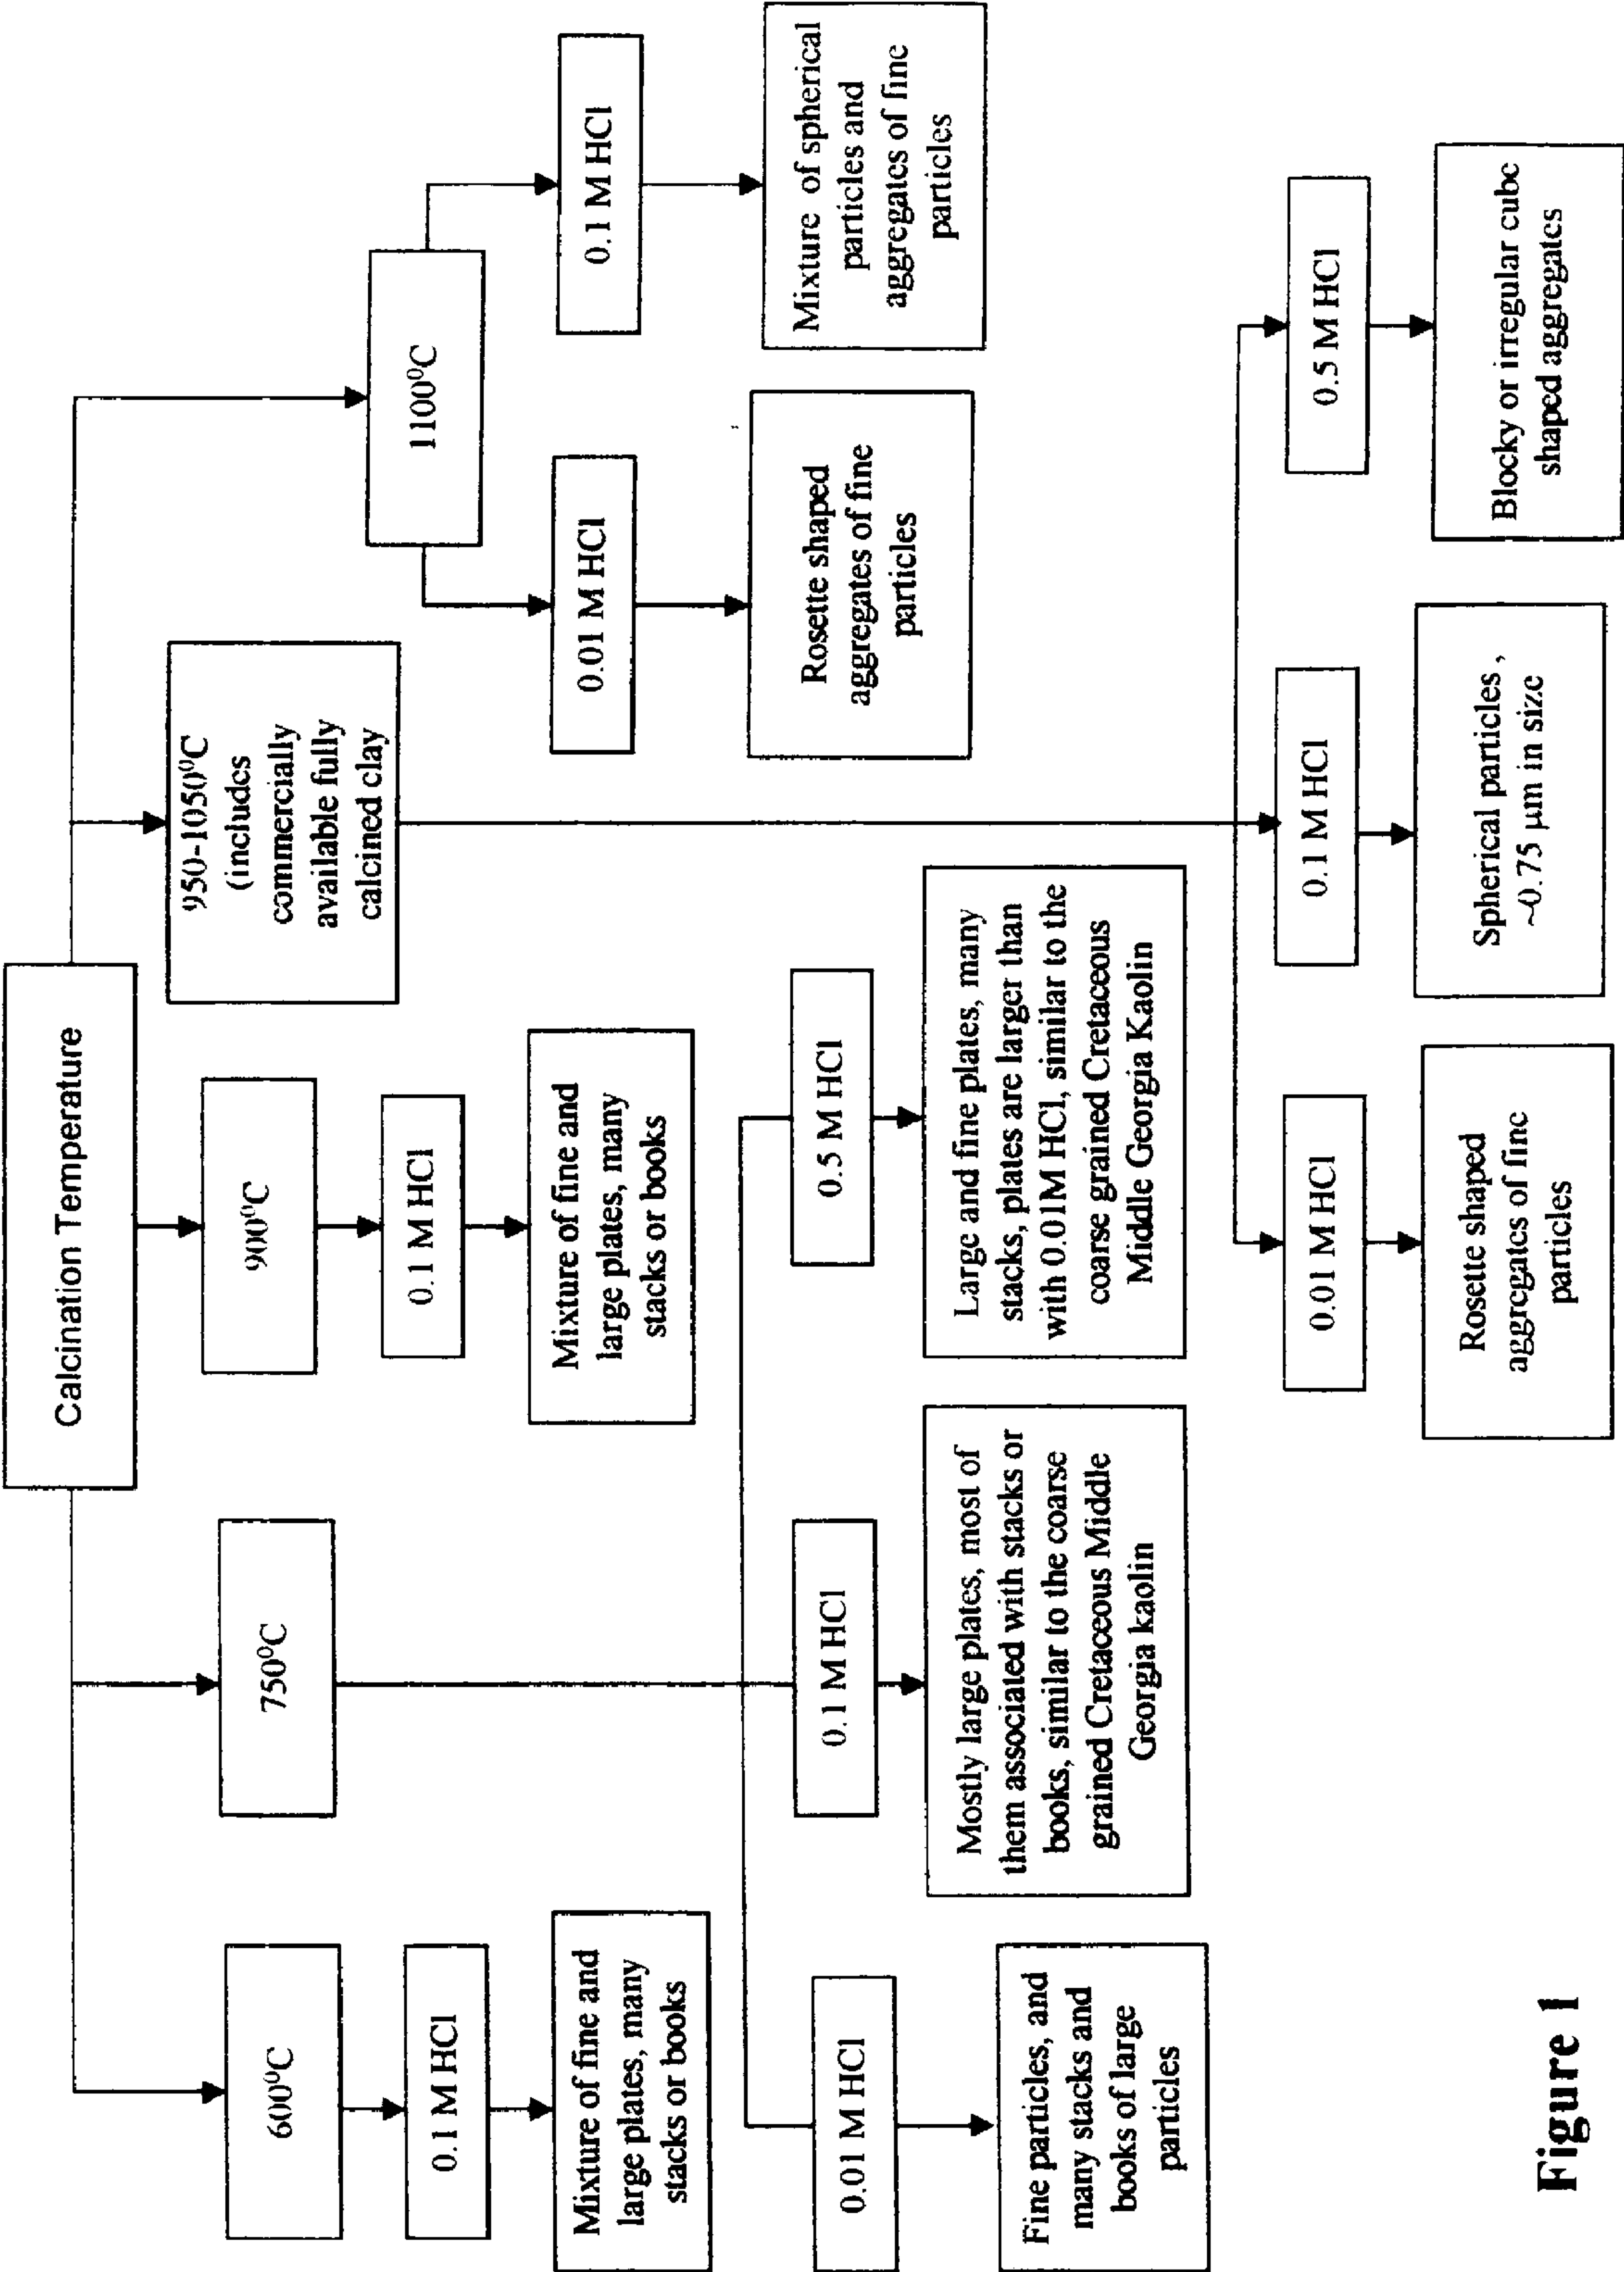 Calcination Temperature
600⁰C
0.1 M HCl
Mixture of fine and
large plates, many
stacks or books
750⁰C
0.01 M HCl
Fine particles, and
many stacks and
books of large
particles
0.1 M HCl
Mostly large plates, most of
them associated with stacks or
books, similar to the coarse
grained Cretaceous Middle
Georgia kaolin
0.5 M HCl
Large and fine plates, many
stacks, plates are larger than
with 0.01M HCl, similar to the
coarse grained Cretaceous
Middle Georgia Kaolin
900⁰C
0.1 M HCl
Mixture of fine and
large plates, many
stacks or books
950-1050⁰C
(includes
commercially
available fully
calcined clay
0.01 M HCl
Rosette shaped
aggregates of fine
particles
0.1 M HCl
Spherical particles ,
~0.75 µm in size
0.5 M HCl
Blocky or irregular cube
shaped aggregates
1100⁰C
0.01 M HCl
Rosette shaped
aggregates of fine
particles
0.1 M HCl
Mixture of spherical
particles and
aggregates of fine
particles
Figure 1